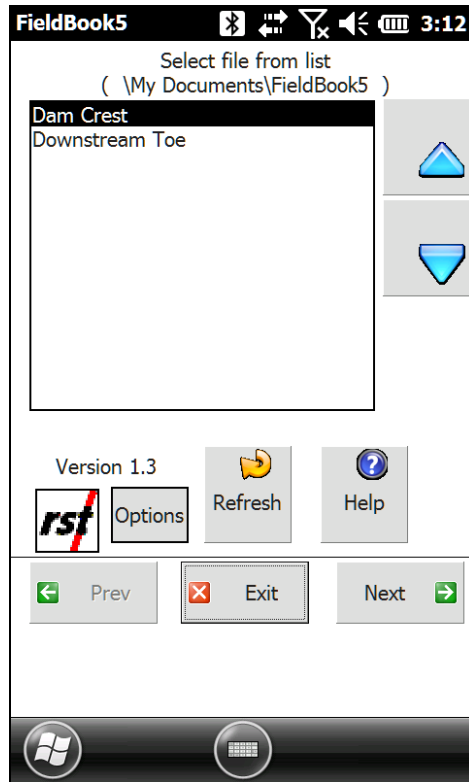 FieldBook5 3:12
Select file from list
( \My Documents\FieldBook5 )
Dam Crest
Downstream Toe
Version 1.3
rst
Options
Refresh
Help
Prev
Exit
Next